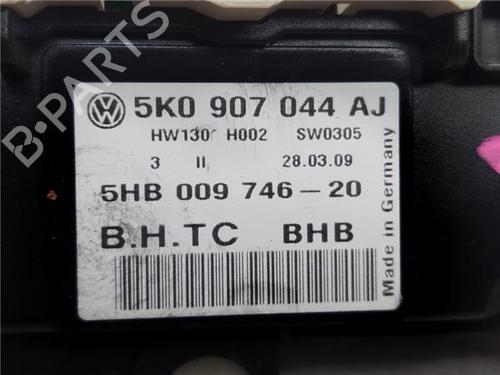 5K0 907 044 AJ
H002 SW0305
3 II 28.03.09
5HB 009 746-20
B.H.TC BHB
Made in Germany
B-PARTS